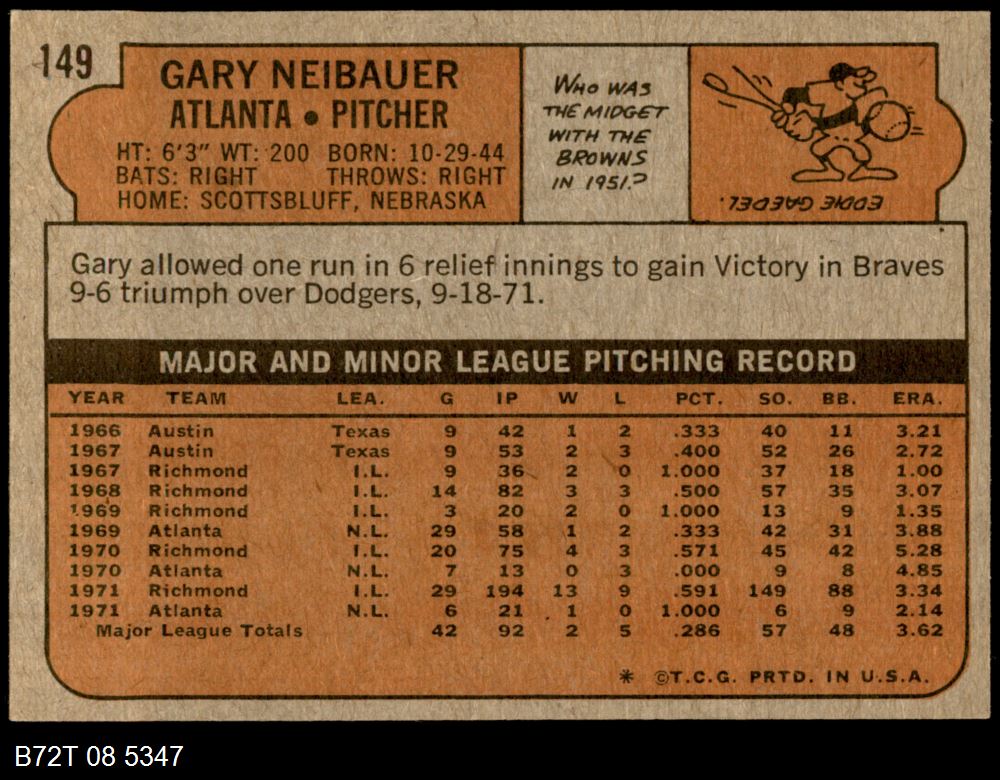 149
GARY NEIBAUER
ATLANTA • PITCHER
HT: 6'3" WT: 200 BORN: 10-29-44
BATS: RIGHT THROWS: RIGHT
HOME: SCOTTSBLUFF, NEBRASKA
WHO WAS
THE MIDGET
WITH THE
BROWNS
IN 1951?
EDDIE GAEDEL.
Gary allowed one run in 6 relief innings to gain Victory in Braves
9-6 triumph over Dodgers, 9-18-71.
MAJOR AND MINOR LEAGUE PITCHING RECORD
YEAR TEAM LEA. G IP W L PCT. SO. BB. ERA.
1966 Austin Texas 9 42 1 2 .333 40 11 3.21
1967 Austin Texas 9 53 2 3 .400 52 26 2.72
1967 Richmond I.L. 9 36 2 0 1.000 37 18 1.00
1968 Richmond I.L. 14 82 3 3 .500 57 35 3.07
1969 Richmond I.L. 3 20 2 0 1.000 13 9 1.35
1969 Atlanta N.L. 29 58 1 2 .333 42 31 3.88
1970 Richmond I.L. 20 75 4 3 .571 45 42 5.28
1970 Atlanta N.L. 7 13 0 3 .000 9 8 4.85
1971 Richmond I.L. 29 194 13 9 .591 149 88 3.34
1971 Atlanta N.L. 6 21 1 0 1.000 6 9 2.14
Major League Totals 42 92 2 5 .286 57 48 3.62
* ©T.C.G. PRTD. IN U.S.A.
B72T 08 5347